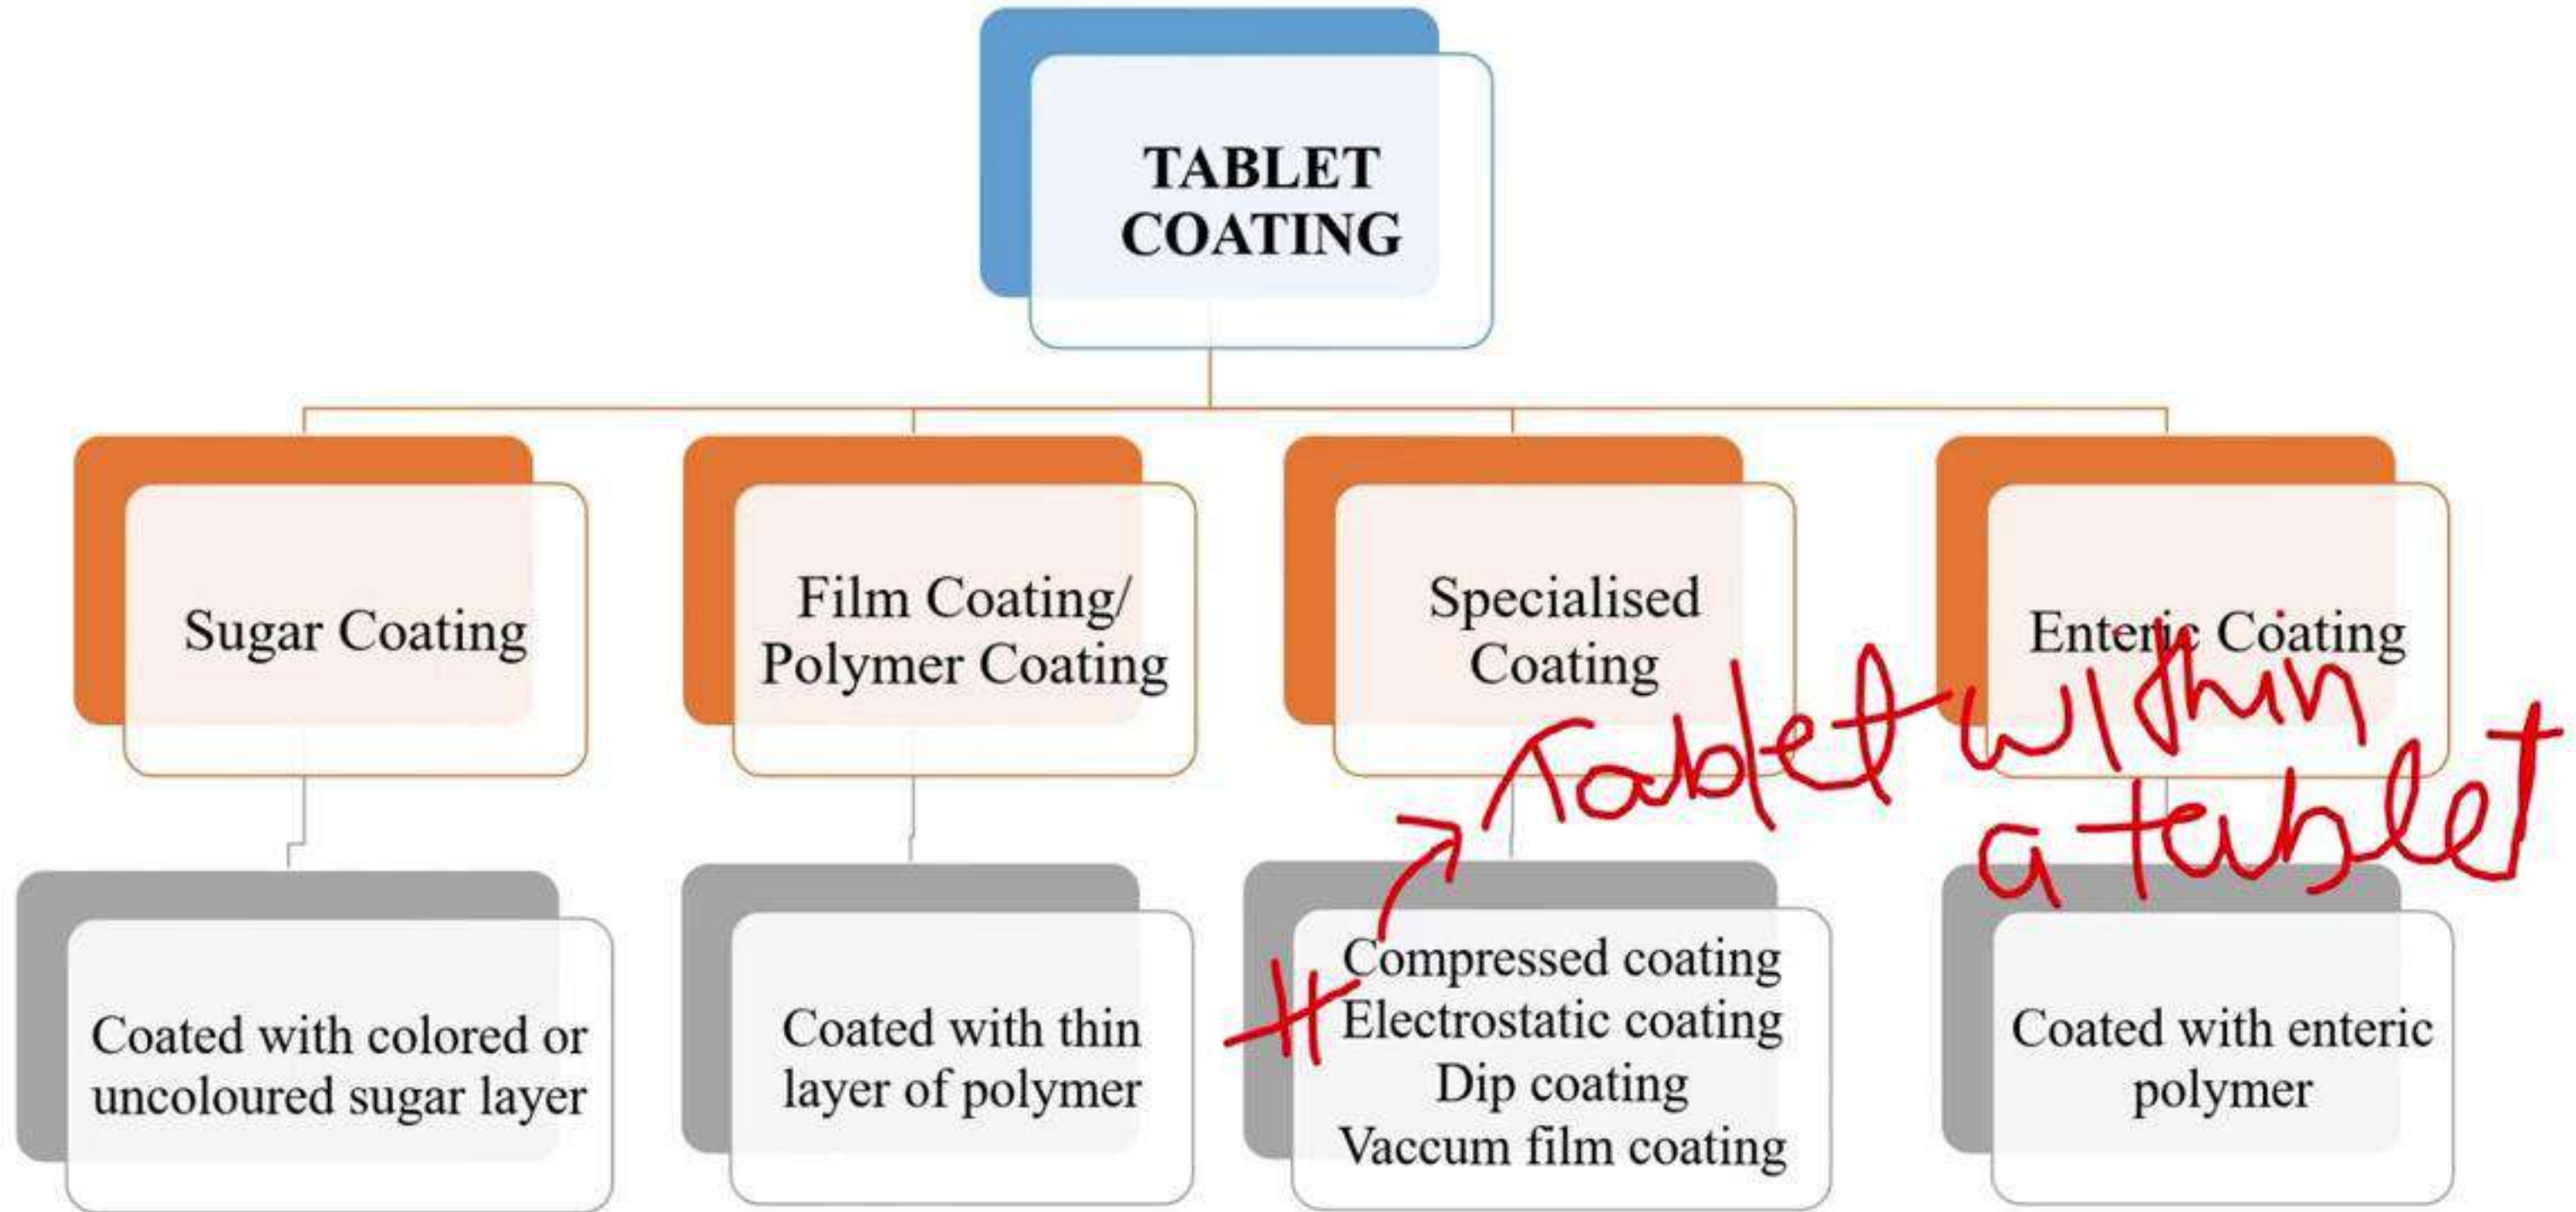 TABLET
COATING
Sugar Coating
Film Coating/
Polymer Coating
Specialised
Coating
Enteric Coating
Tablet within
a tablet
Coated with colored or
uncoloured sugar layer
Coated with thin
layer of polymer
Compressed coating
Electrostatic coating
Dip coating
Vaccum film coating
Coated with enteric
polymer